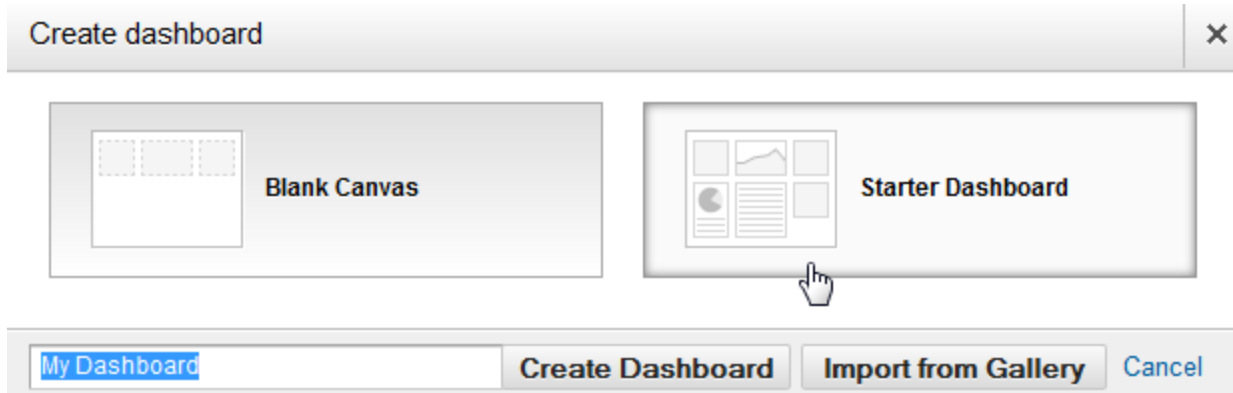 Create dashboard ×
Blank Canvas
Starter Dashboard
My Dashboard
Create Dashboard
Import from Gallery
Cancel